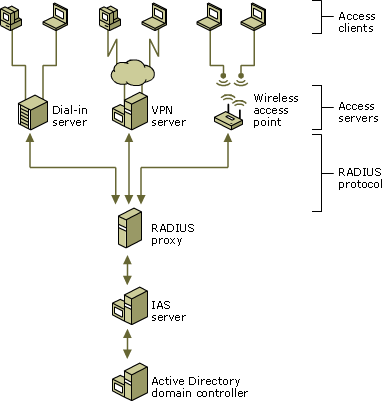 Access
clients
Dial-in
server
VPN
server
Wireless
access
point
Access
servers
RADIUS
protocol
RADIUS
proxy
IAS
server
Active Directory
domain controller